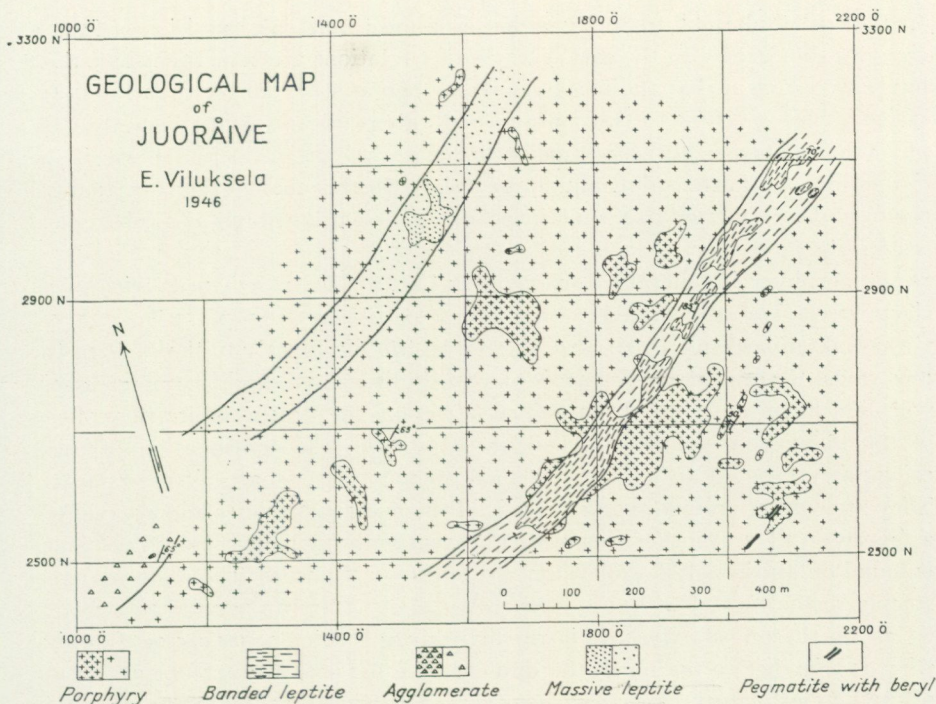 1000 Ö 1400 Ö 1800 Ö 2200 Ö
3300 N 3300 N
GEOLOGICAL MAP
of
JUORÅIVE
E. Viluksela
1946
2900 N 2900 N
N
65°
2500 N 2500 N
0 100 200 300 400 m
1000 Ö 1400 Ö 1800 Ö 2200 Ö
Porphyry Banded leptite Agglomerate Massive leptite Pegmatite with beryl